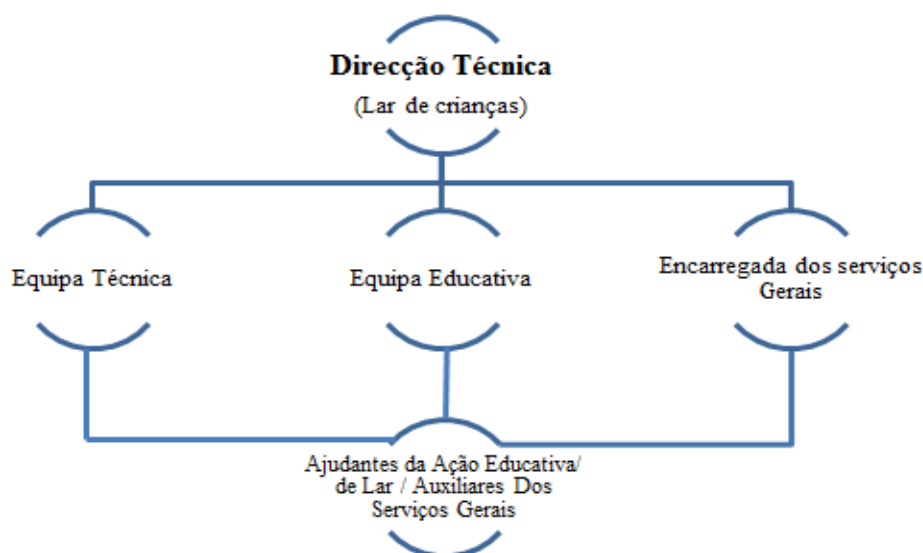 Direcção Técnica
(Lar de crianças)
Equipa Técnica
Equipa Educativa
Encarregada dos serviços
Gerais
Ajudantes da Ação Educativa/
de Lar / Auxiliares Dos
Serviços Gerais